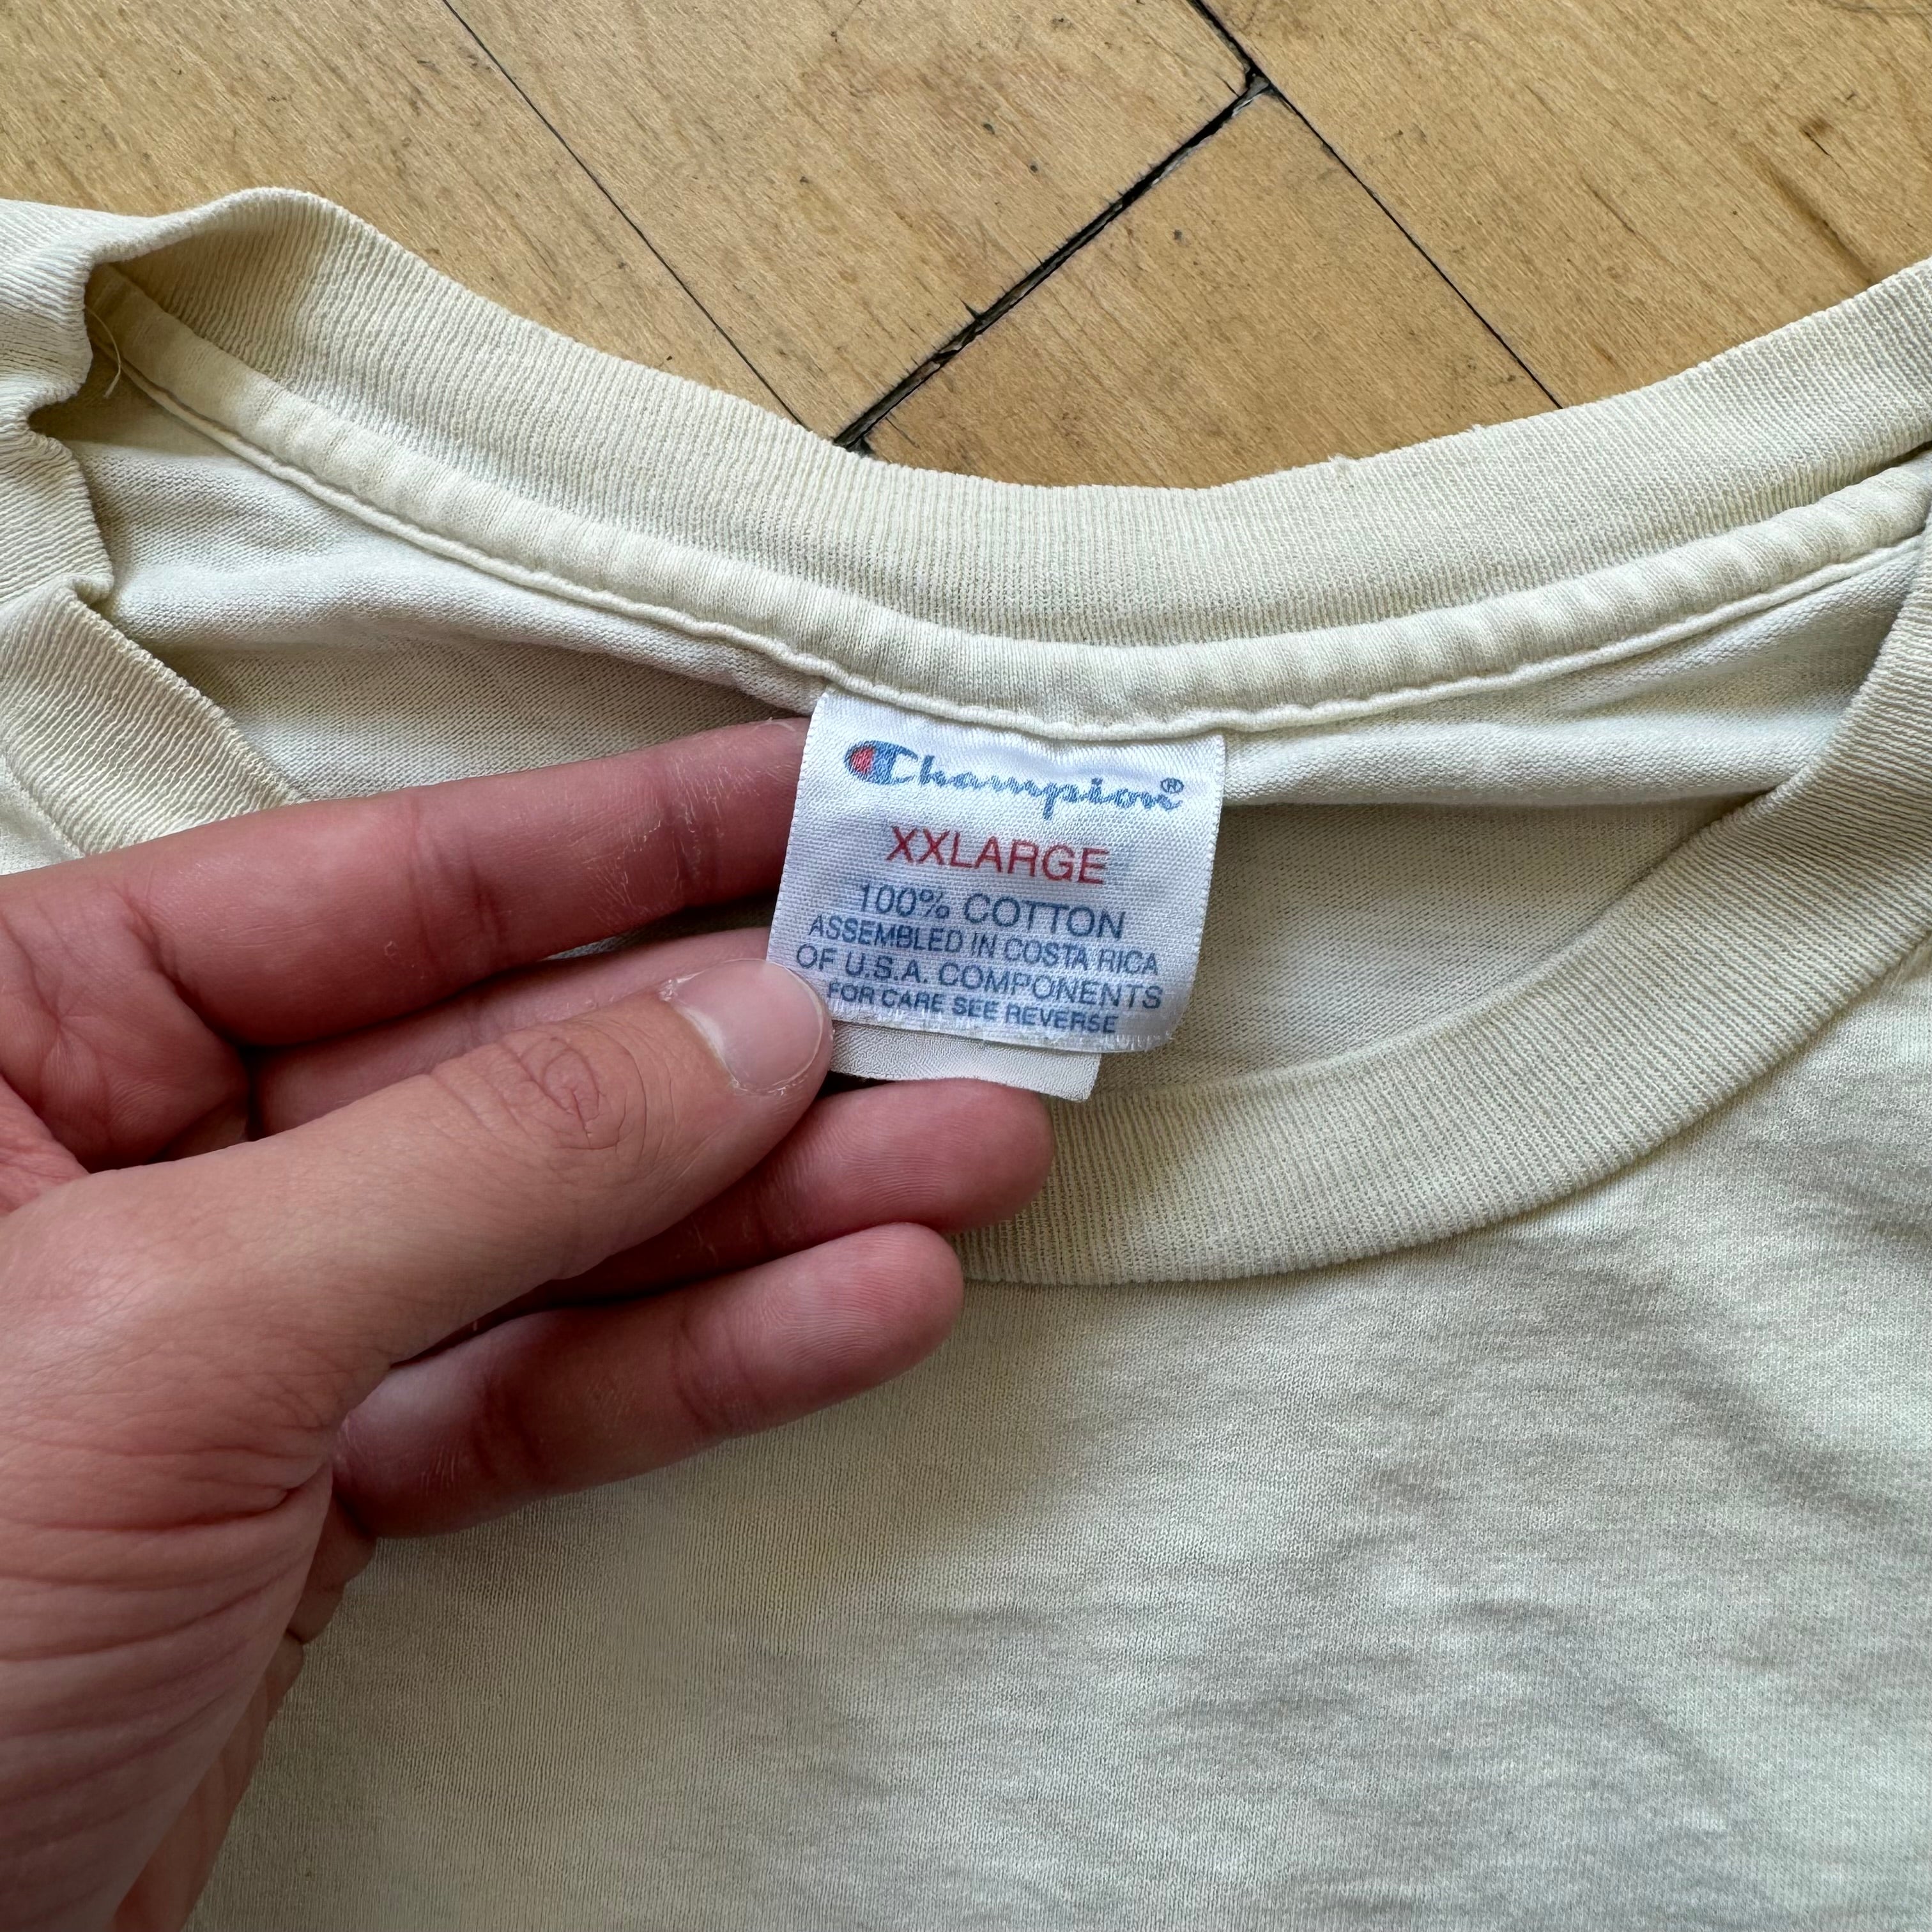 Champion®
XXLARGE
100% COTTON
ASSEMBLED IN COSTA RICA
OF U.S.A. COMPONENTS
FOR CARE SEE REVERSE